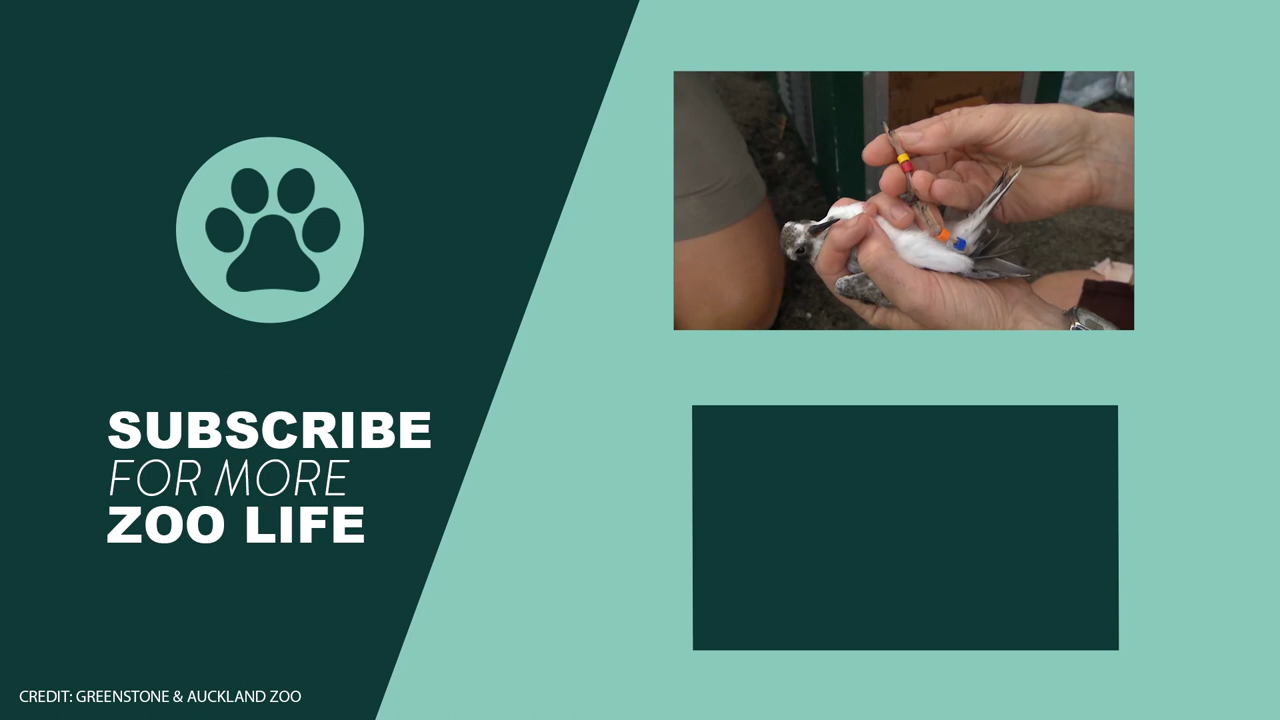 SUBSCRIBE
FOR MORE
ZOO LIFE
CREDIT: GREENSTONE & AUCKLAND ZOO